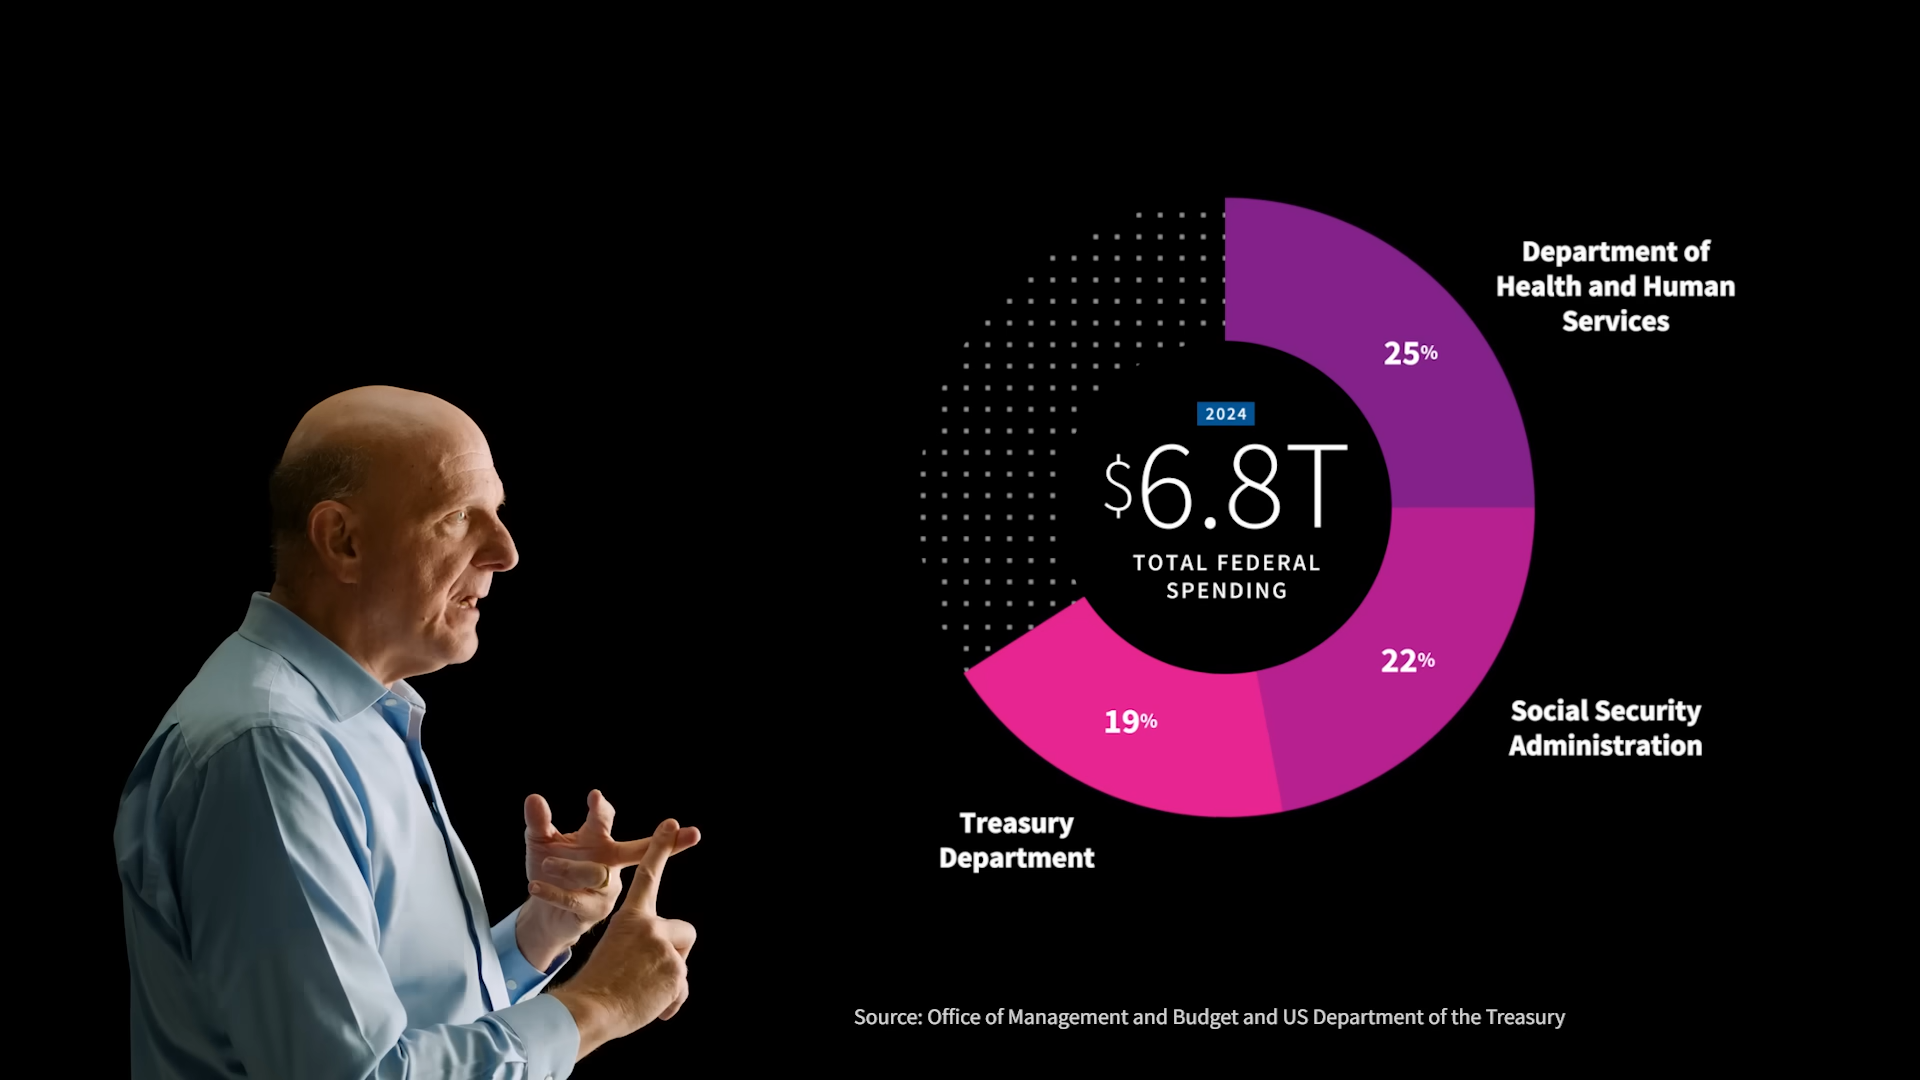 Department of
Health and Human
Services
25%
2024
$6.8T
TOTAL FEDERAL
SPENDING
22%
19%
Social Security
Administration
Treasury
Department
Source: Office of Management and Budget and US Department of the Treasury